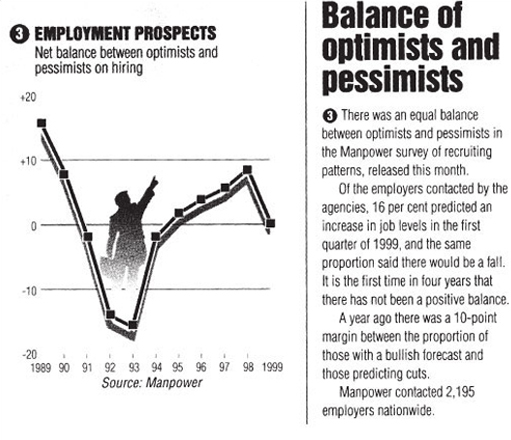 3 EMPLOYMENT PROSPECTS
Net balance between optimists and
pessimists on hiring
+20
+10
0
-10
-20
1989 90 91 92 93 94 95 96 97 98 1999
Source: Manpower
Balance of
optimists and
pessimists
3 There was an equal balance
between optimists and pessimists in
the Manpower survey of recruiting
patterns, released this month.
Of the employers contacted by the
agencies, 16 per cent predicted an
increase in job levels in the first
quarter of 1999, and the same
proportion said there would be a fall.
It is the first time in four years that
there has not been a positive balance.
A year ago there was a 10-point
margin between the proportion of
those with a bullish forecast and
those predicting cuts.
Manpower contacted 2,195
employers nationwide.